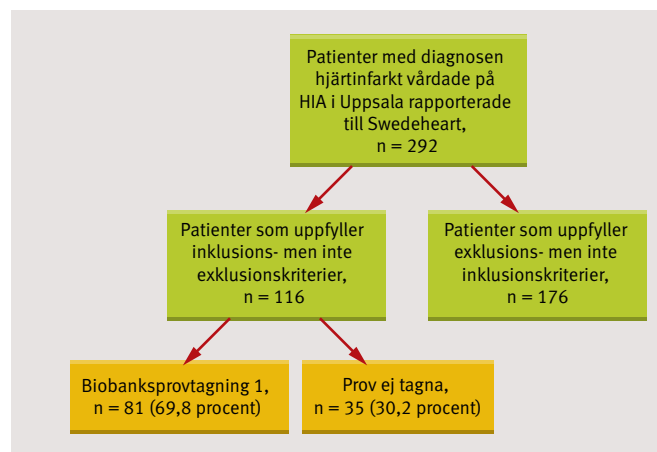 Patienter med diagnosen
hjärtinfarkt vårdade på
HIA i Uppsala rapporterade
till Swedeheart,
n = 292
Patienter som uppfyller
inklusions- men inte
exklusionskriterier,
n = 116
Patienter som uppfyller
exklusions- men inte
inklusionskriterier,
n = 176
Biobanksprovtagning 1,
n = 81 (69,8 procent)
Prov ej tagna,
n = 35 (30,2 procent)